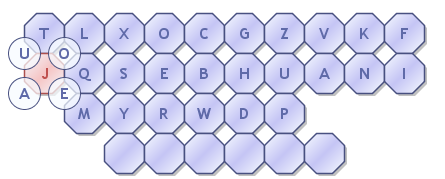 T L X O C G Z V K F
U O
J Q S E B H U A N I
A E
M Y R W D P